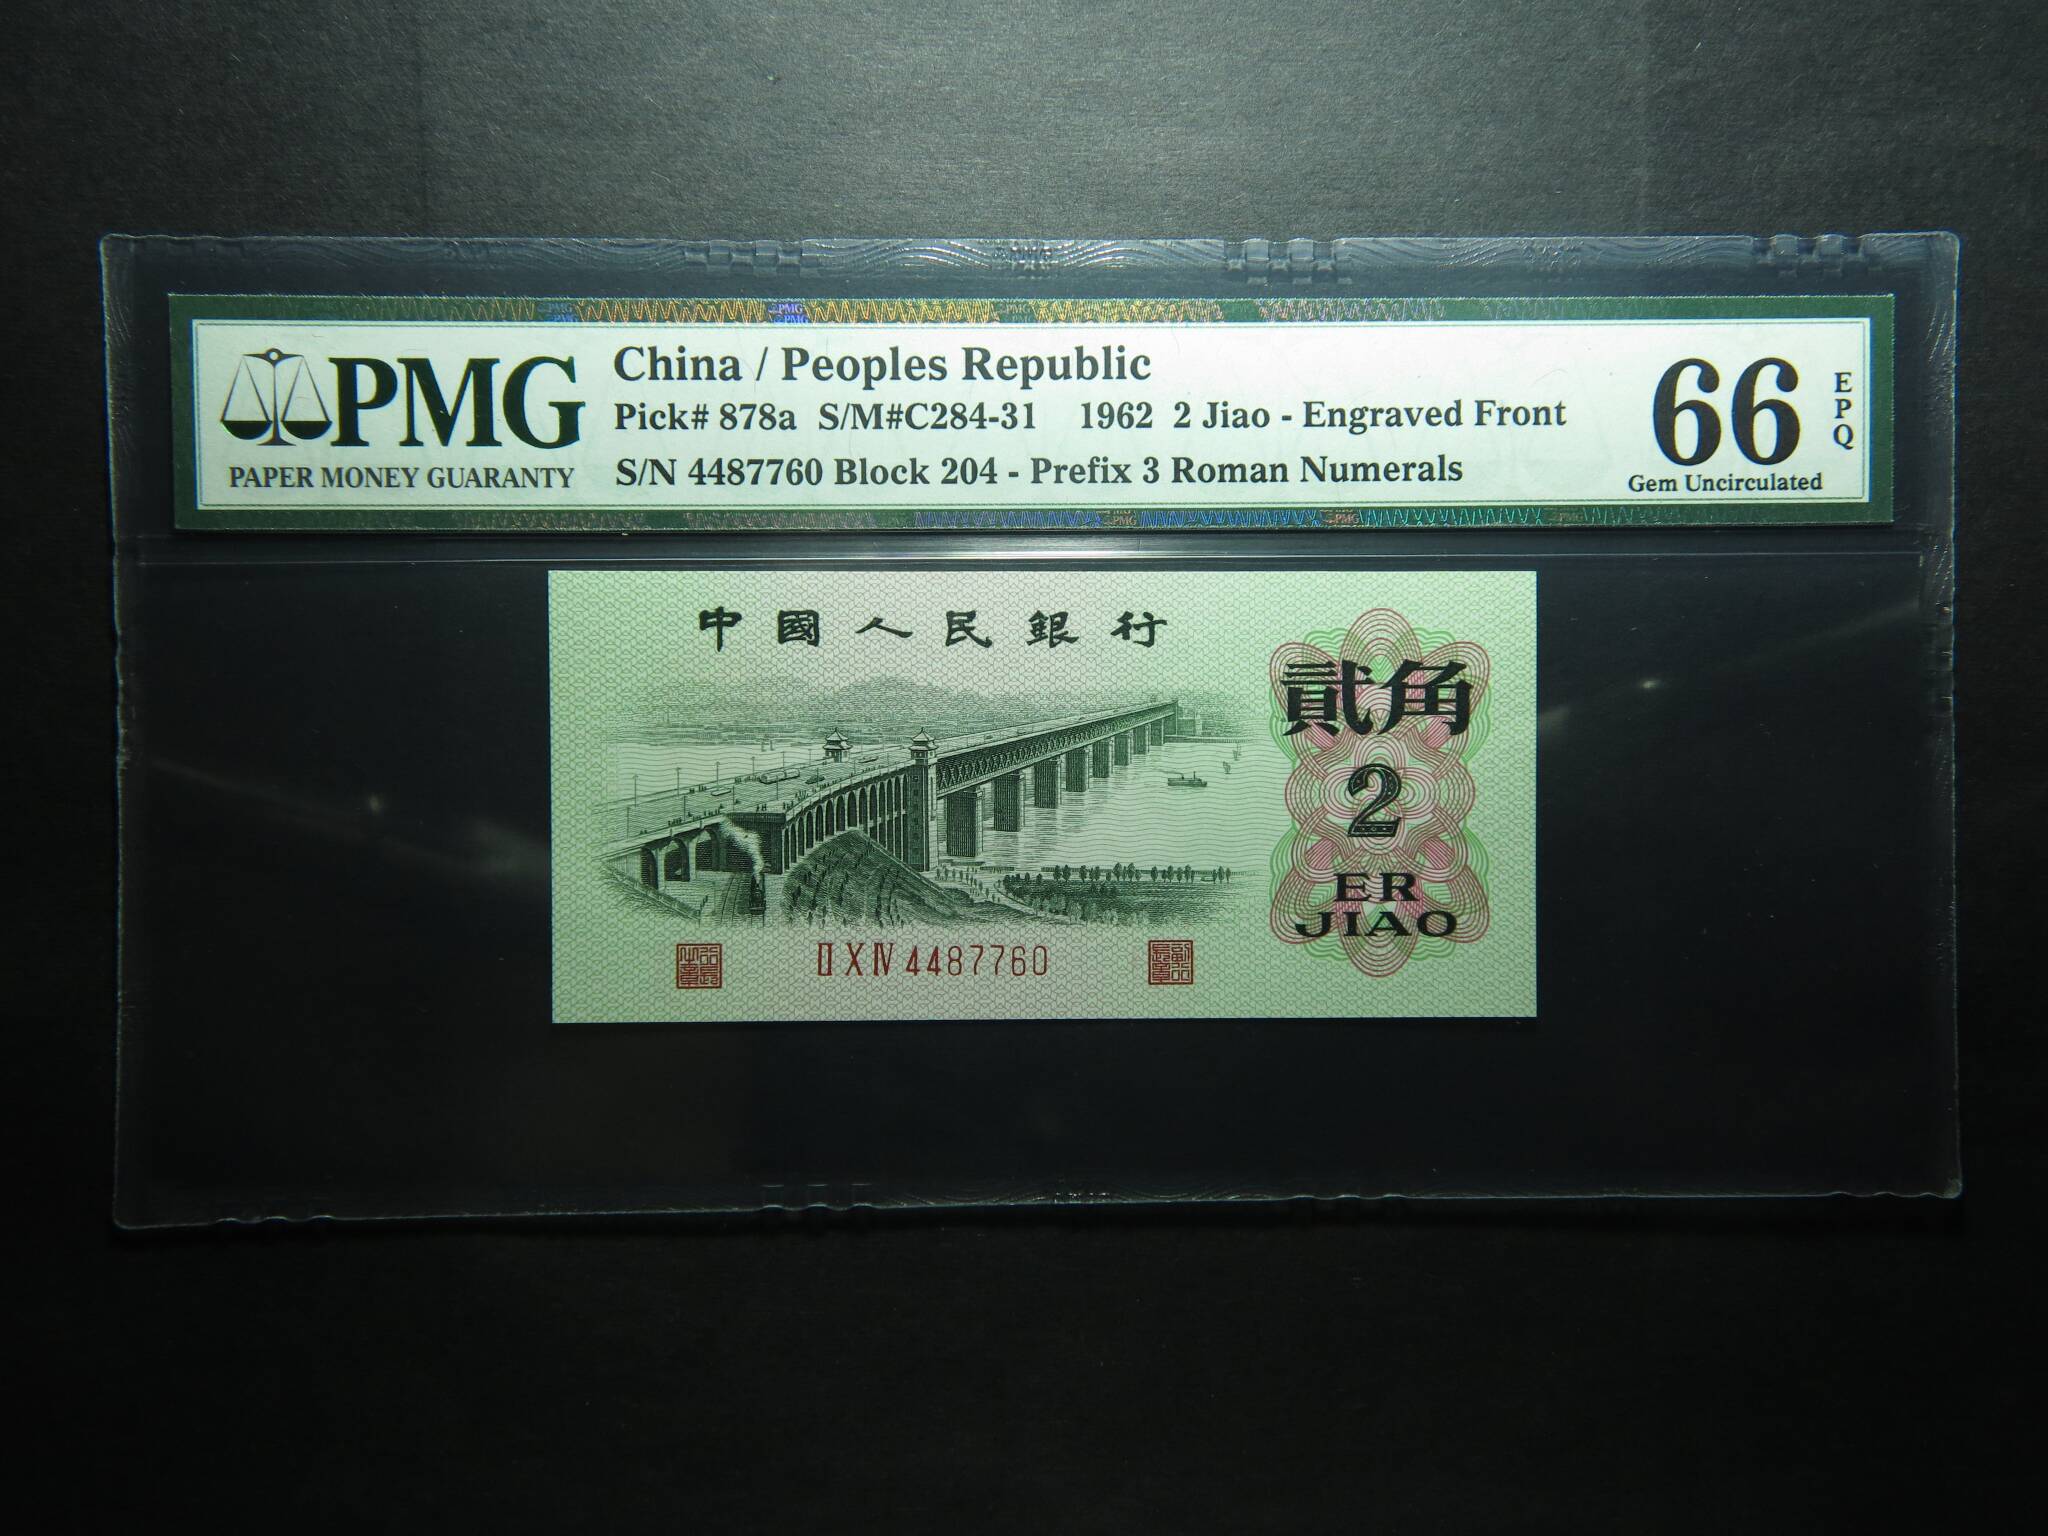 PMG
PAPER MONEY GUARANTY
China / Peoples Republic
Pick# 878a S/M#C284-31 1962 2 Jiao - Engraved Front
S/N 4487760 Block 204 - Prefix 3 Roman Numerals
66
EPQ
Gem Uncirculated
中國人民銀行
貳角
2
ER
JIAO
II X IV 4487760